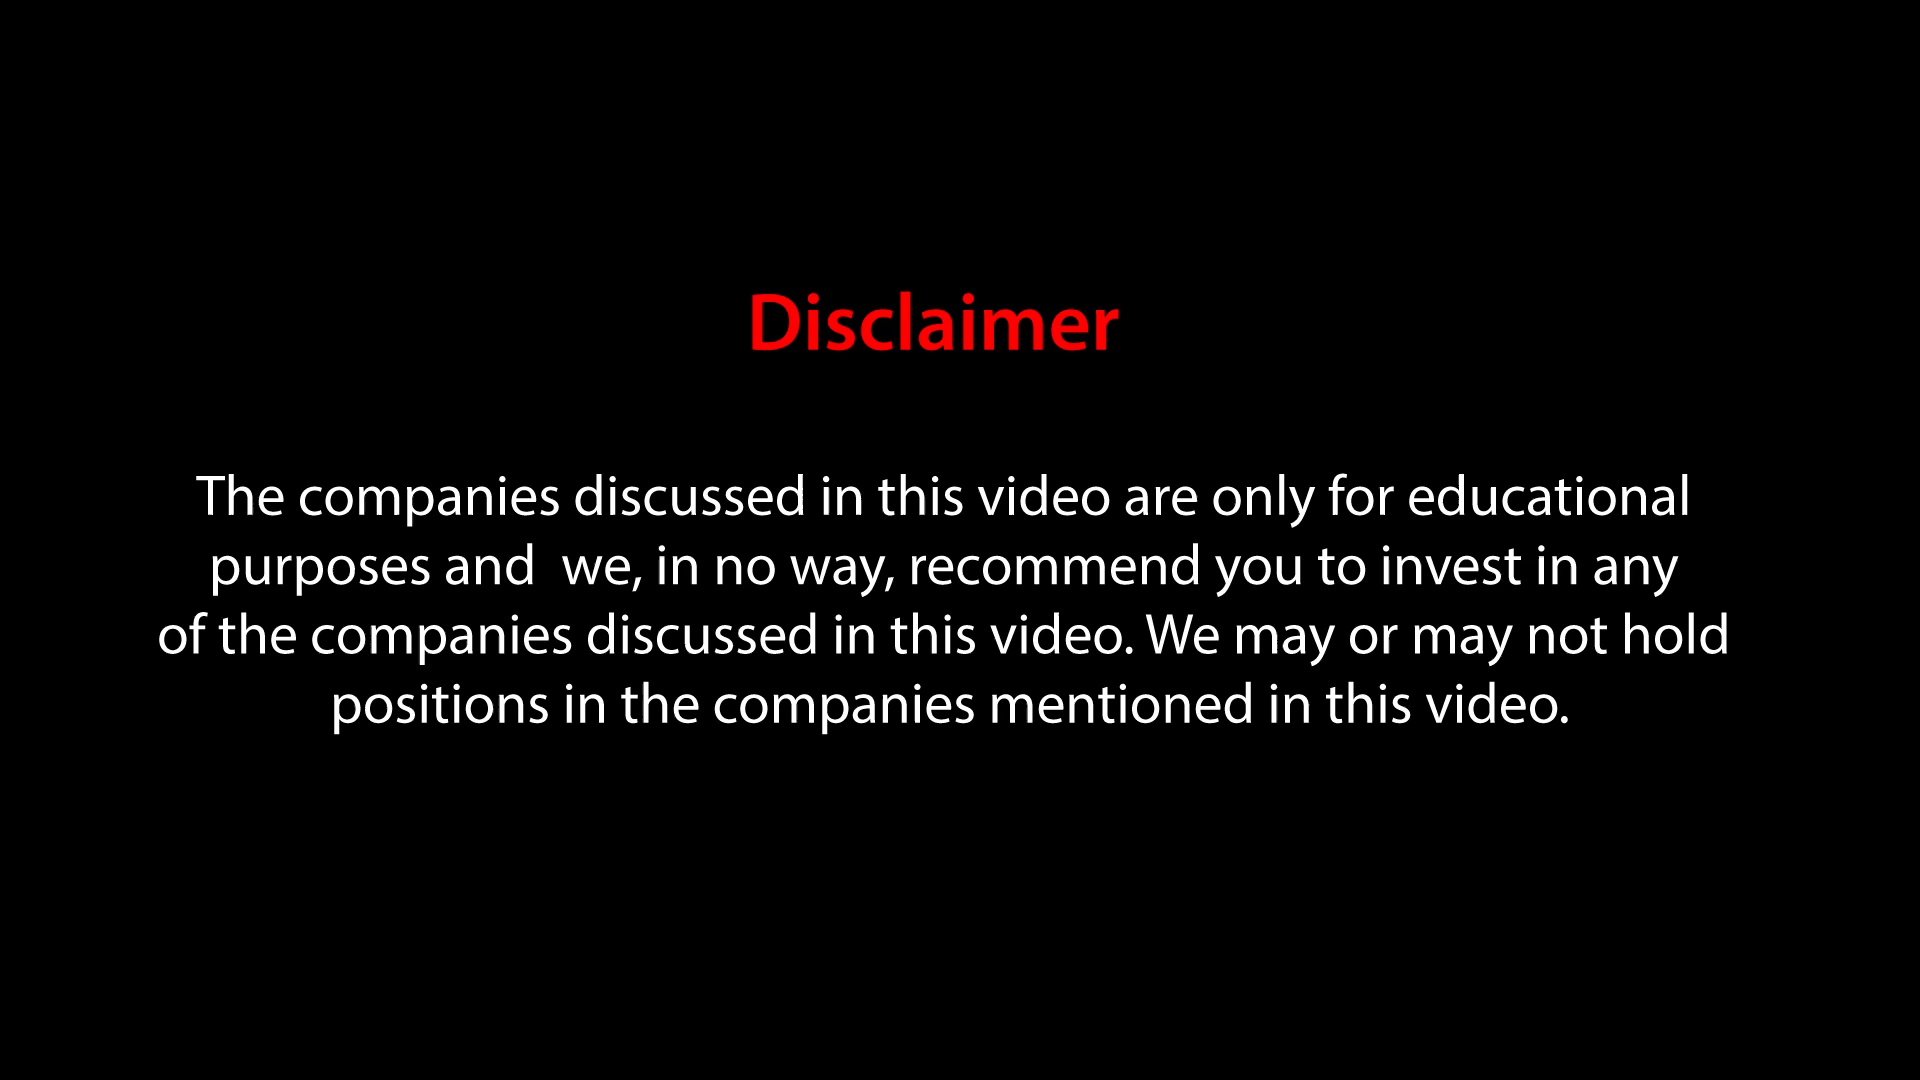 Disclaimer
The companies discussed in this video are only for educational
purposes and  we, in no way, recommend you to invest in any
of the companies discussed in this video. We may or may not hold
positions in the companies mentioned in this video.